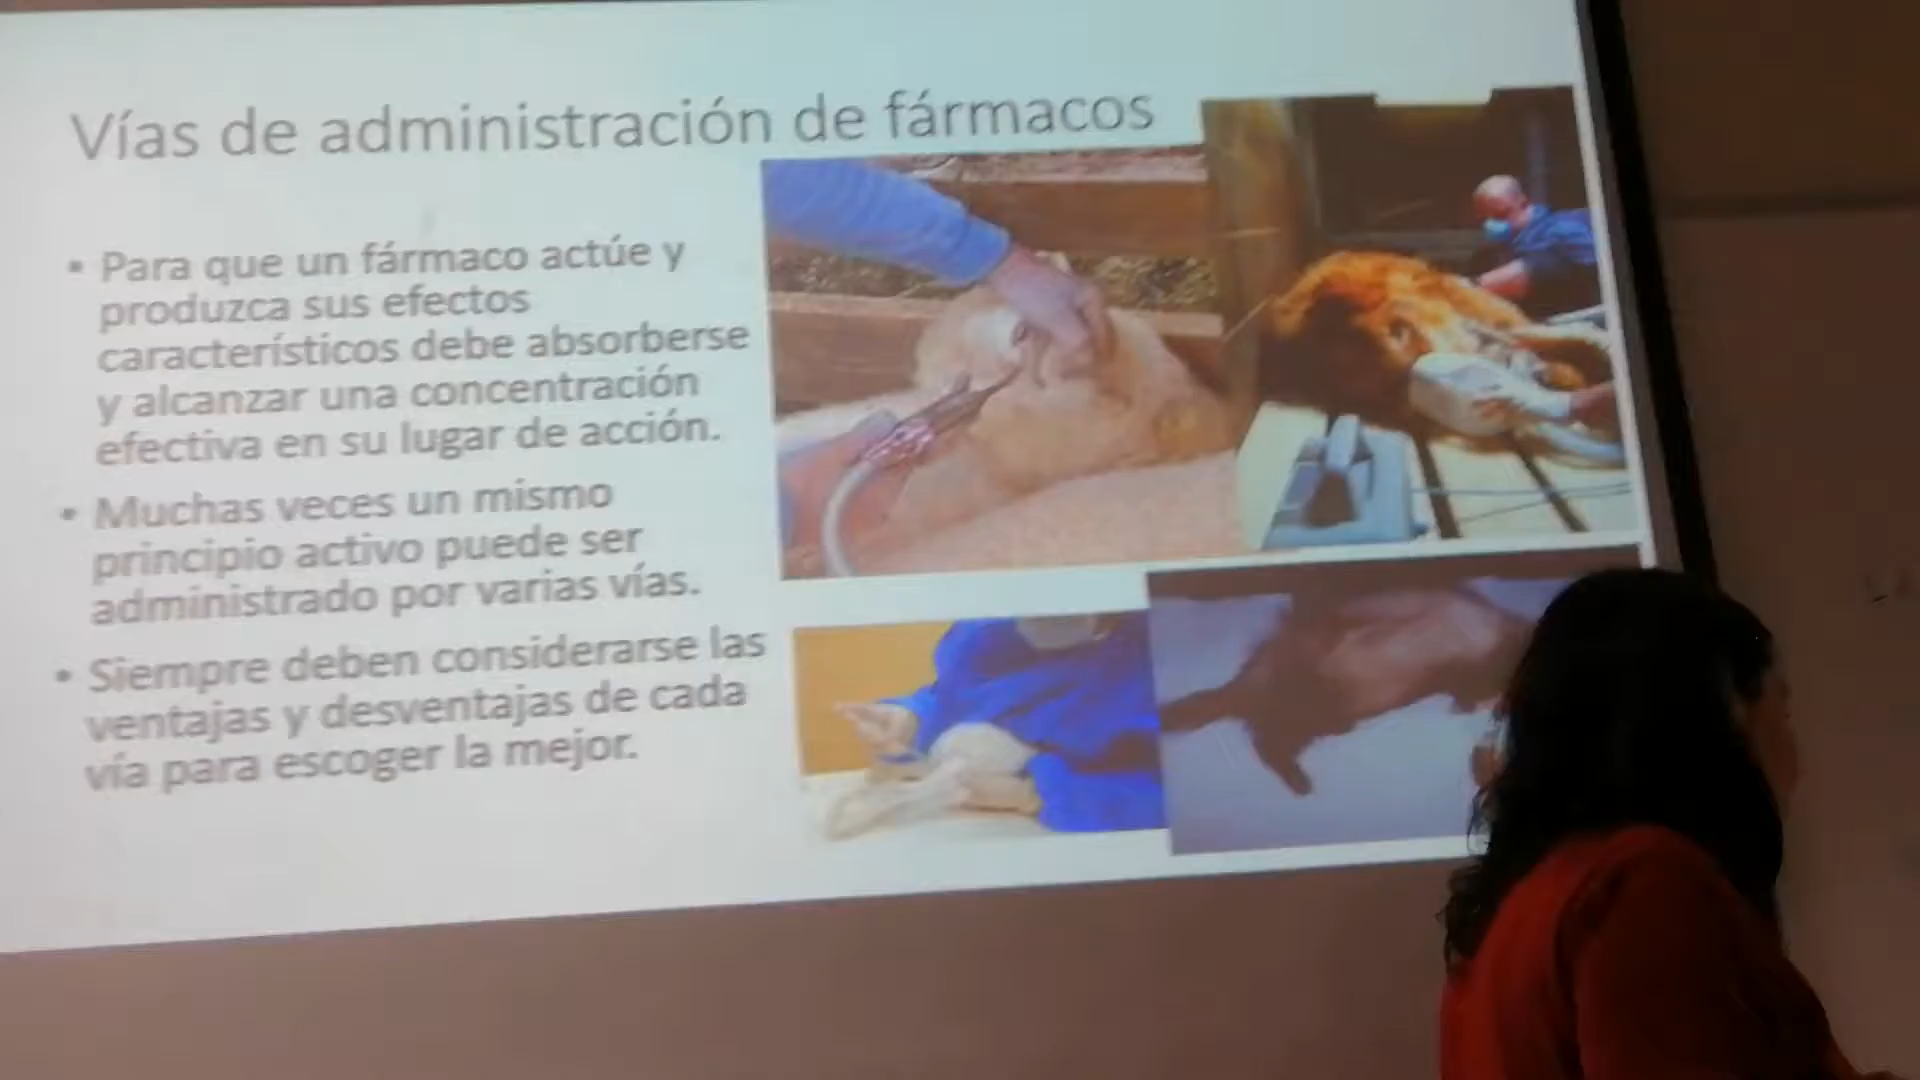 Vías de administración de fármacos
• Para que un fármaco actúe y
produzca sus efectos
característicos debe absorberse
y alcanzar una concentración
efectiva en su lugar de acción.
• Muchas veces un mismo
principio activo puede ser
administrado por varias vías.
• Siempre deben considerarse las
ventajas y desventajas de cada
vía para escoger la mejor.